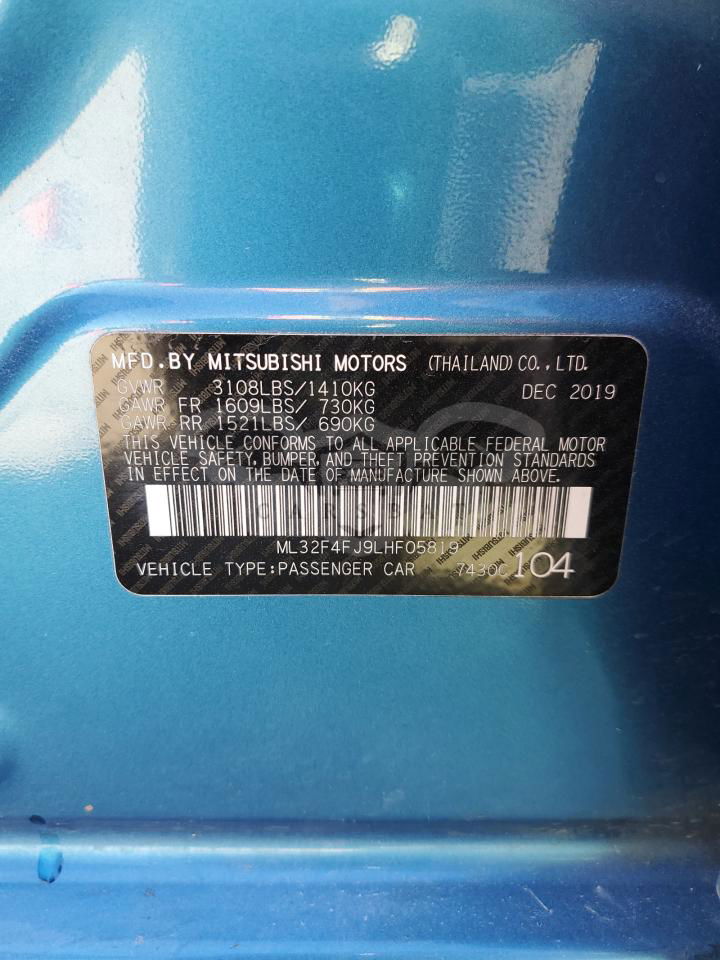 MFD.BY MITSUBISHI MOTORS (THAILAND)CO.,LTD.
GVWR 3108LBS/1410KG DEC 2019
GAWR FR 1609LBS/ 730KG
GAWR RR 1521LBS/ 690KG
THIS VEHICLE CONFORMS TO ALL APPLICABLE FEDERAL MOTOR
VEHICLE SAFETY, BUMPER, AND THEFT PREVENTION STANDARDS
IN EFFECT ON THE DATE OF MANUFACTURE SHOWN ABOVE.
ML32F4FJ9LHF05819
VEHICLE TYPE:PASSENGER CAR 7430C 104